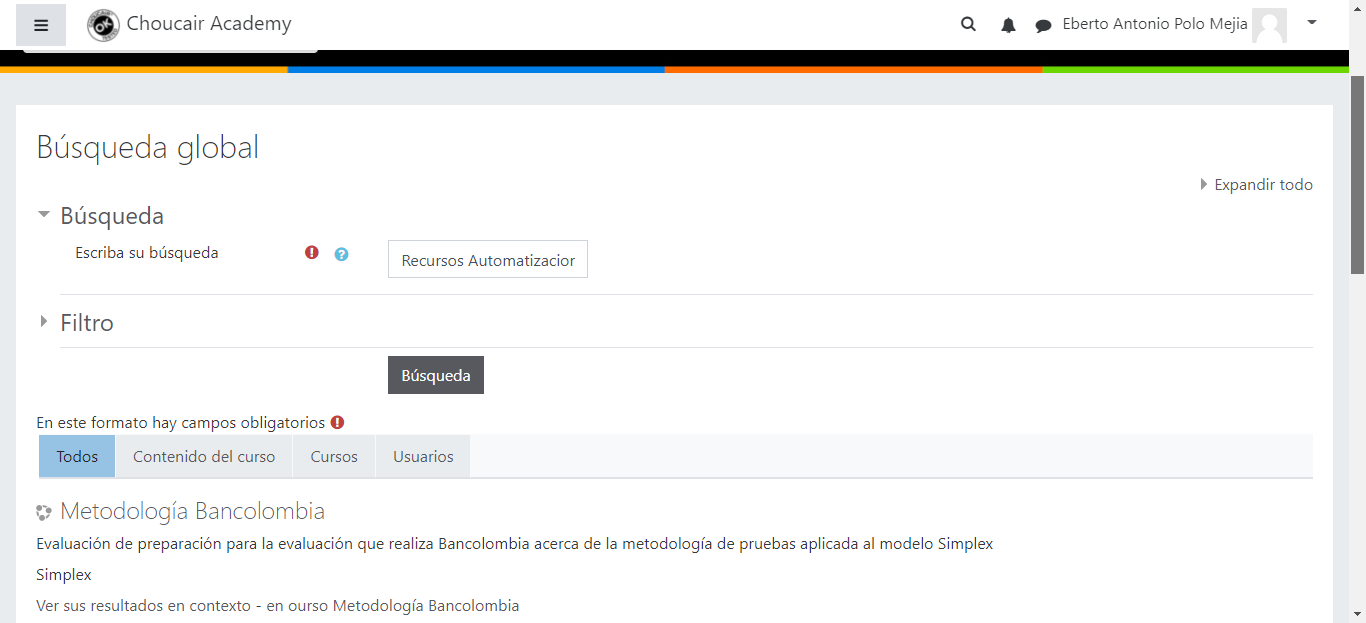 Choucair Academy
Eberto Antonio Polo Mejia
Búsqueda global
Expandir todo
Búsqueda
Escriba su búsqueda
Recursos Automatizacior
Filtro
Búsqueda
En este formato hay campos obligatorios
Todos
Contenido del curso
Cursos
Usuarios
Metodología Bancolombia
Evaluación de preparación para la evaluación que realiza Bancolombia acerca de la metodología de pruebas aplicada al modelo Simplex
Simplex
Ver sus resultados en contexto - en ourso Metodología Bancolombia